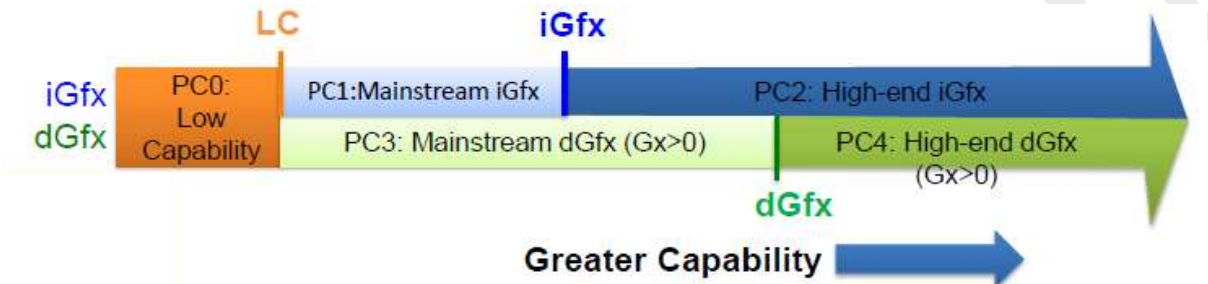 LC
iGfx
iGfx
dGfx
PC0:
Low
Capability
PC1:Mainstream iGfx
PC2: High-end iGfx
PC3: Mainstream dGfx (Gx>0)
PC4: High-end dGfx
(Gx>0)
dGfx
Greater Capability